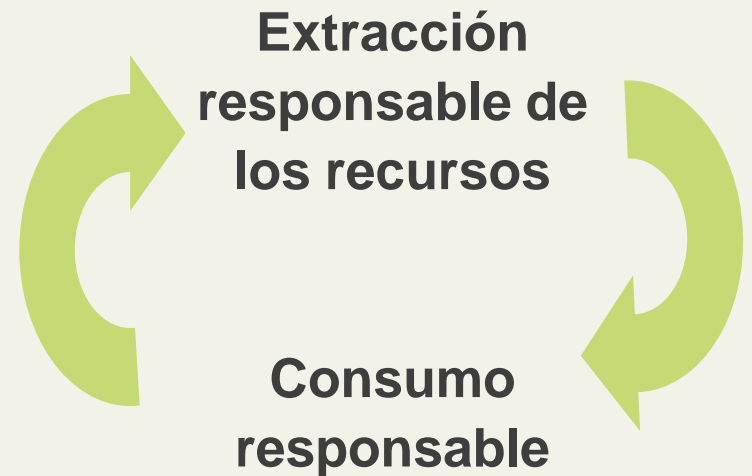 Extracción
responsable de
los recursos
Consumo
responsable